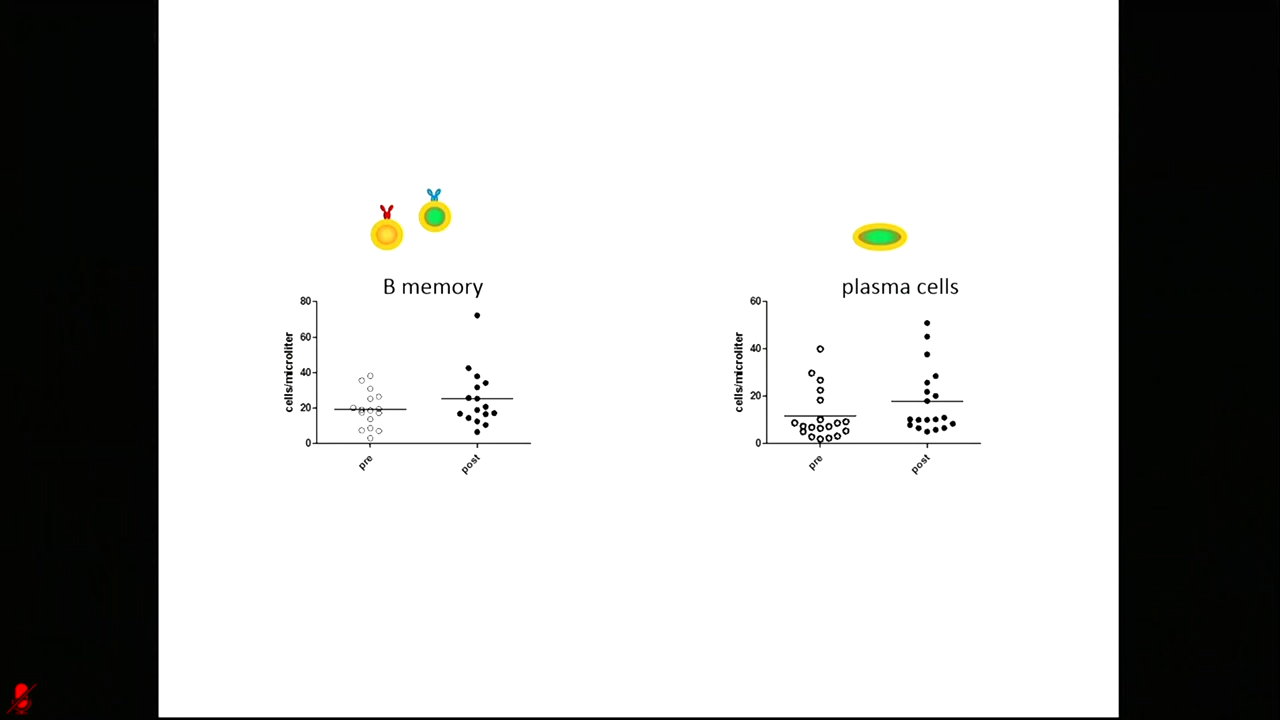 B memory
80
60
40
20
0
cells/microliter
pre
post
plasma cells
60
40
20
0
cells/microliter
pre
post